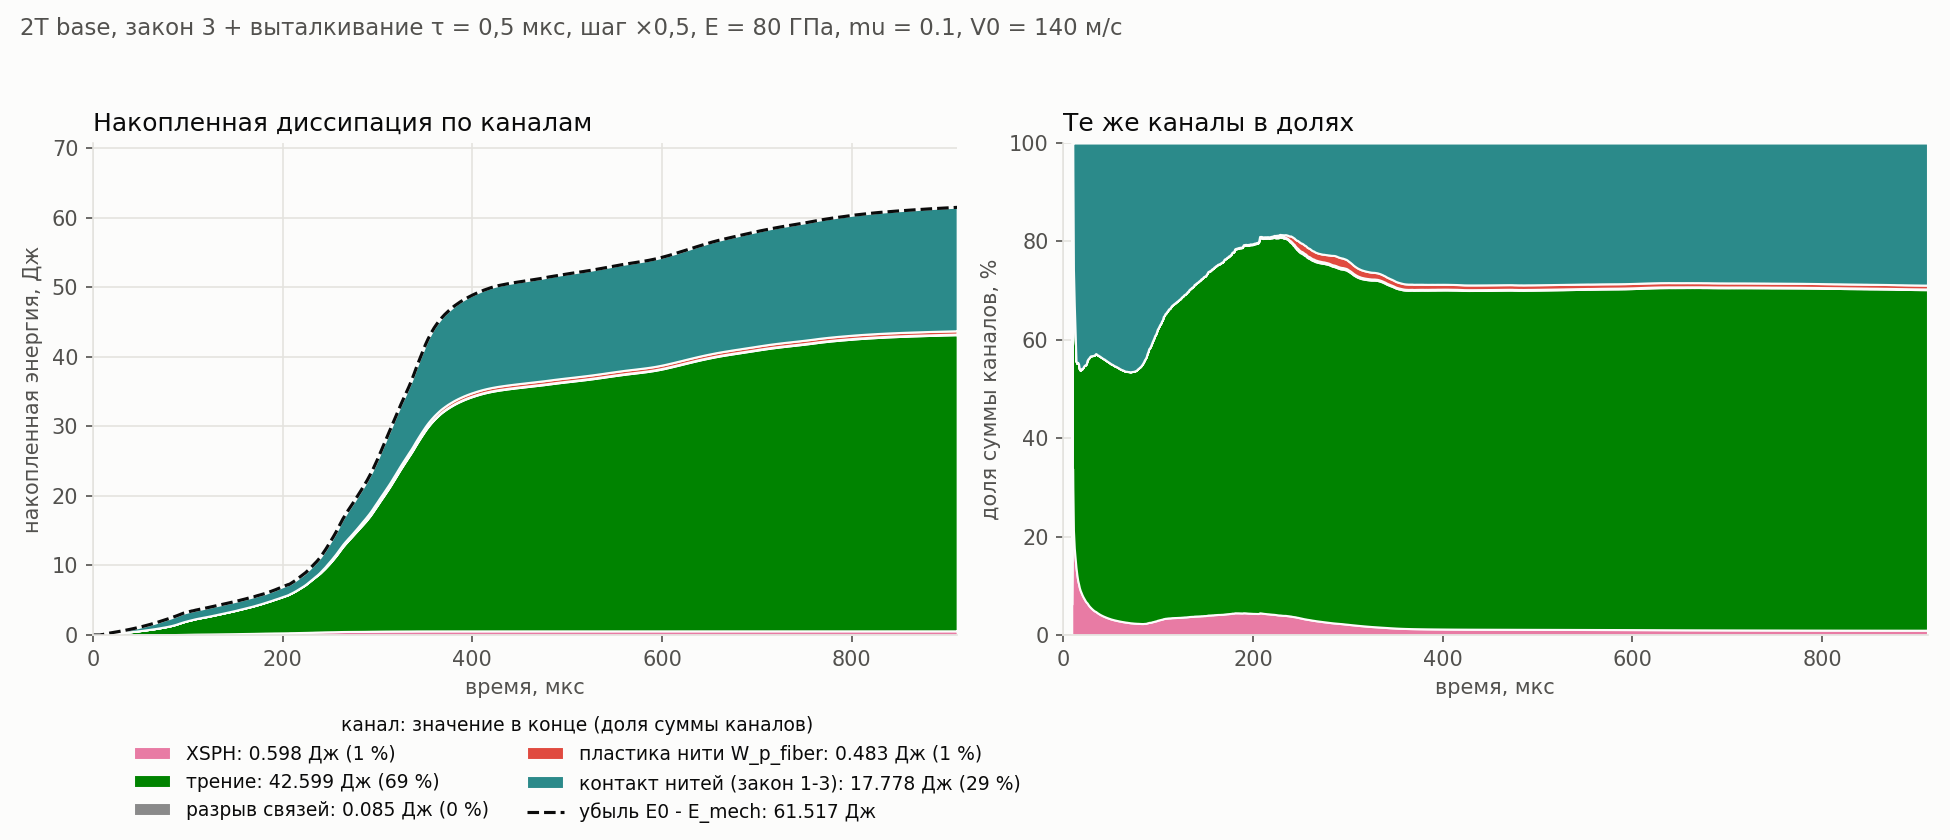 2T base, закон 3 + выталкивание τ = 0,5 мкс, шаг ×0,5, E = 80 ГПа, mu = 0.1, V0 = 140 м/с
Накопленная диссипация по каналам
накопленная энергия, Дж
70
60
50
40
30
20
10
0
0 200 400 600 800
время, мкс
Те же каналы в долях
доля суммы каналов, %
100
80
60
40
20
0
0 200 400 600 800
время, мкс
канал: значение в конце (доля суммы каналов)
XSPH: 0.598 Дж (1 %)
трение: 42.599 Дж (69 %)
разрыв связей: 0.085 Дж (0 %)
пластика нити W_p_fiber: 0.483 Дж (1 %)
контакт нитей (закон 1-3): 17.778 Дж (29 %)
убыль E0 - E_mech: 61.517 Дж